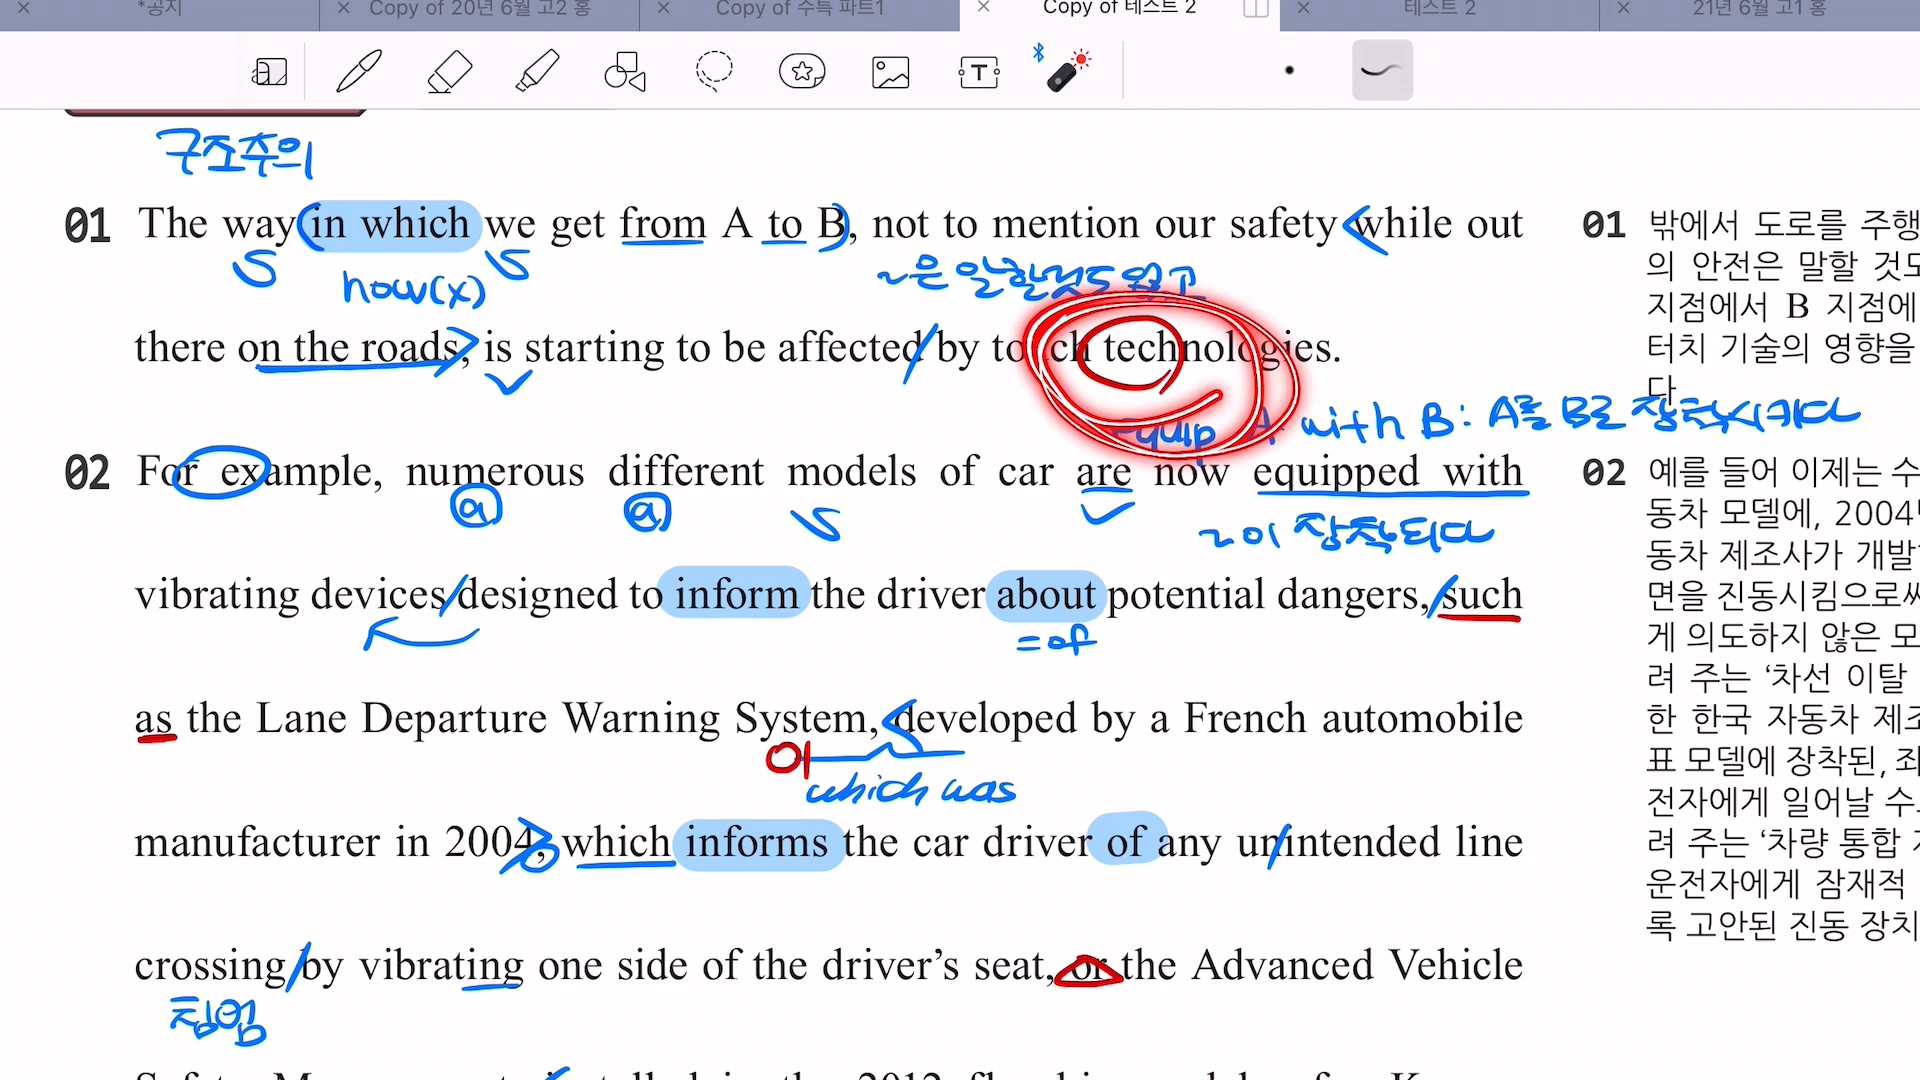 *공지 Copy of 20년 6월 고2 홍 Copy of 수특 파트1 Copy of 테스트 2 테스트 2 21년 6월 고1 홍
구조주의
01 The way in which we get from A to B, not to mention our safety while out
S how(x) S ~은 말할것도 없고
there on the roads, is starting to be affected by touch technologies.
equip A with B: A를 B로 장착시키다
02 For example, numerous different models of car are now equipped with
ⓐ ⓐ S ~이 장착되다
vibrating devices designed to inform the driver about potential dangers, such
= of
as the Lane Departure Warning System, developed by a French automobile
이 which was
manufacturer in 2004, which informs the car driver of any unintended line
crossing by vibrating one side of the driver's seat, or the Advanced Vehicle
침범
01 밖에서 도로를 주행
의 안전은 말할 것도
지점에서 B 지점에
터치 기술의 영향을
다
02 예를 들어 이제는 수
동차 모델에, 2004
동차 제조사가 개발
면을 진동시킴으로써
게 의도하지 않은 모
려 주는 '차선 이탈
한 한국 자동차 제조
표 모델에 장착된, 좌
전자에게 일어날 수
려 주는 '차량 통합
운전자에게 잠재적
록 고안된 진동 장치